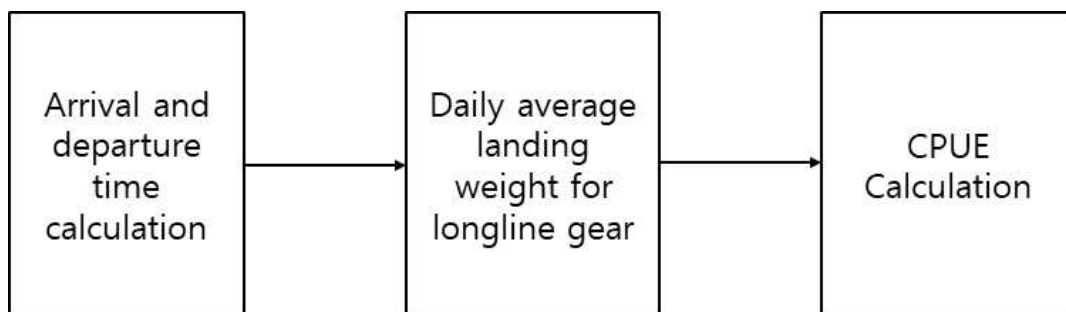 Arrival and
departure
time
calculation
Daily average
landing
weight for
longline gear
CPUE
Calculation